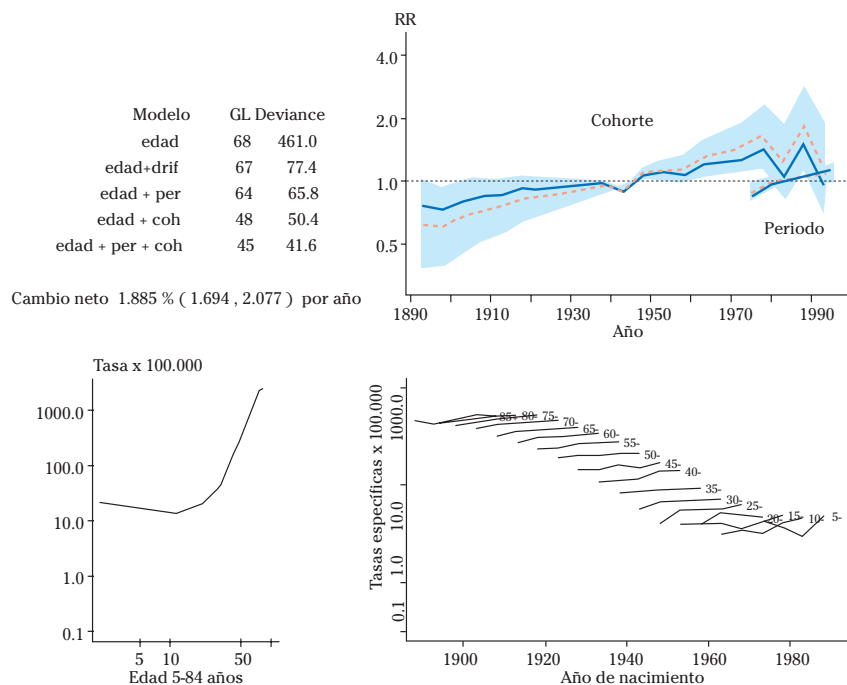 Modelo GL Deviance
edad 68 461.0
edad+drif 67 77.4
edad + per 64 65.8
edad + coh 48 50.4
edad + per + coh 45 41.6
Cambio neto 1.885 % ( 1.694 , 2.077 ) por año
RR
4.0
2.0
1.0
0.5
Cohorte
Periodo
1890 1910 1930 1950 1970 1990
Año
Tasa x 100.000
1000.0
100.0
10.0
1.0
0.1
5 10 50
Edad 5-84 años
Tasas específicas x 100.000
1000.0
10.0
1.0
0.1
85- 80- 75-
70-
65-
60-
55-
50-
45-
40-
35-
30-
25-
20- 15- 10- 5-
1900 1920 1940 1960 1980
Año de nacimiento